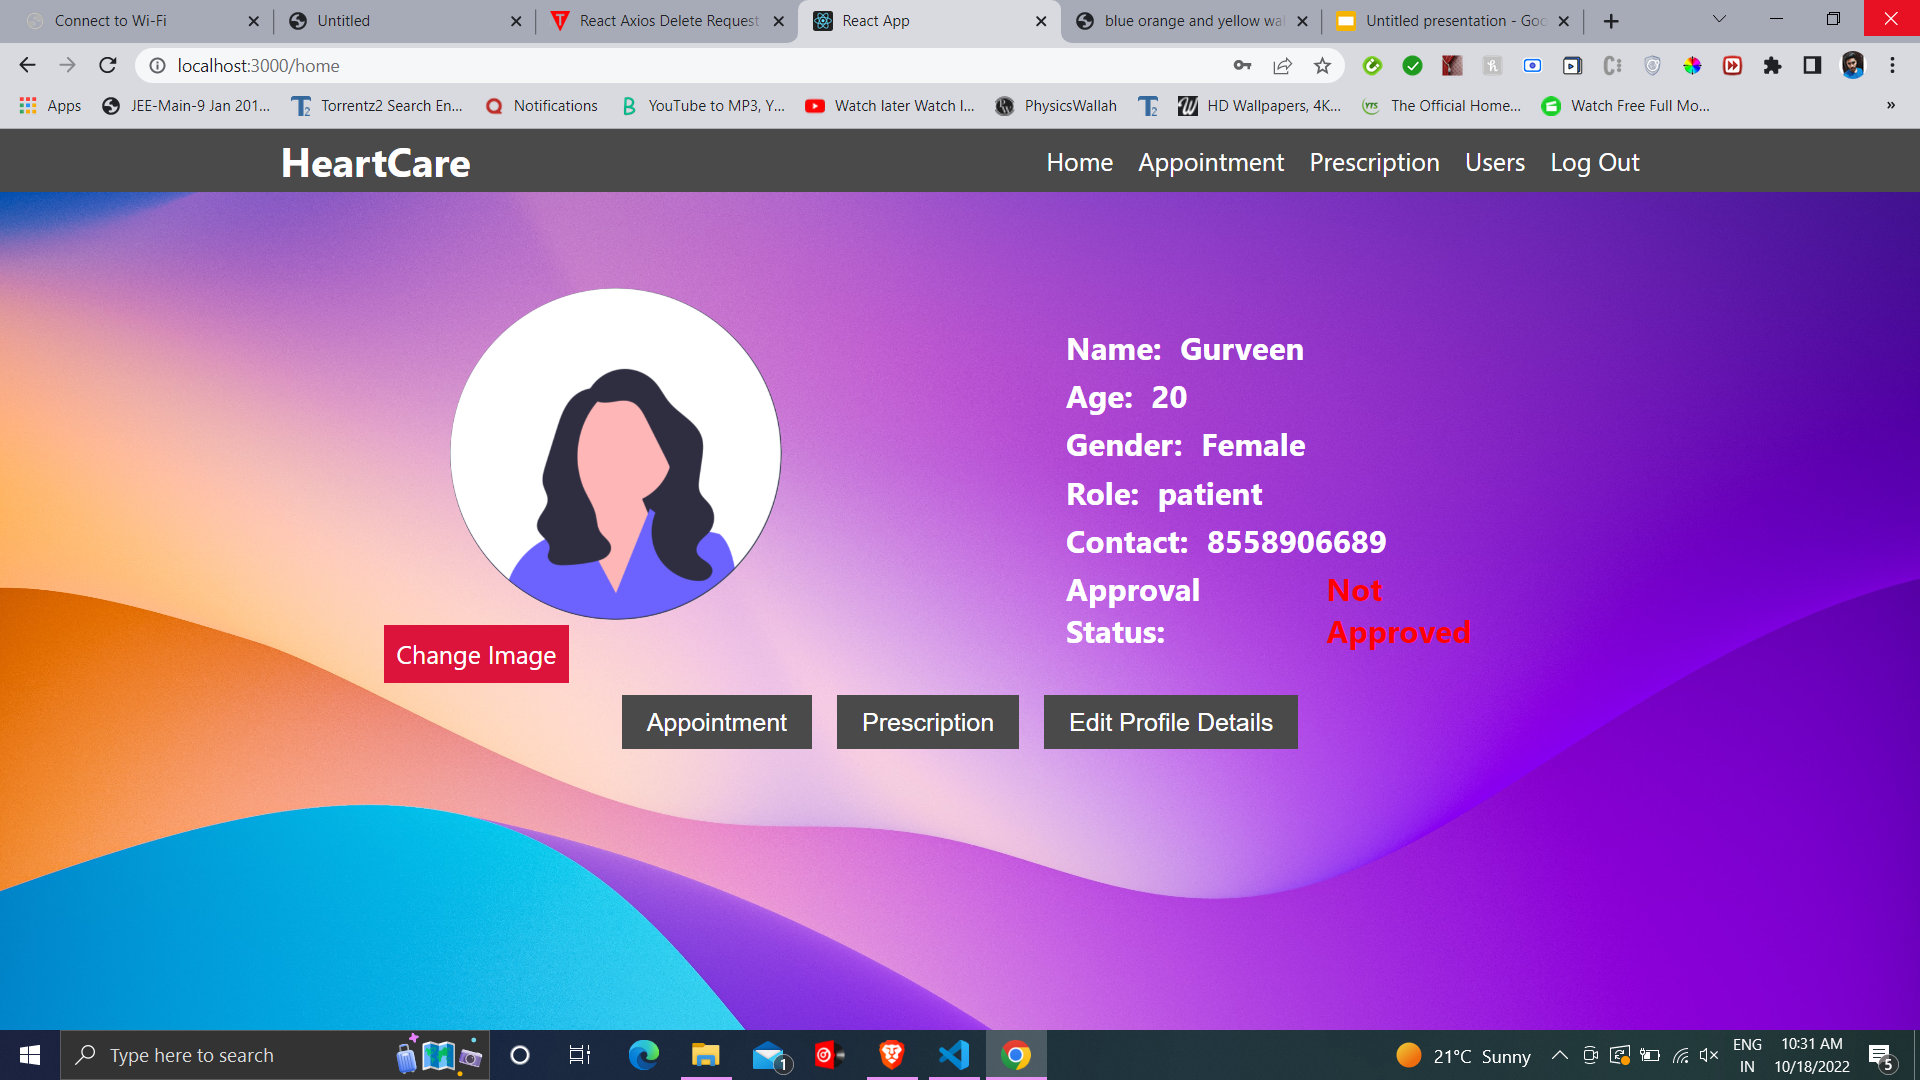 Connect to Wi-Fi
Untitled
React Axios Delete Request
React App
blue orange and yellow wal
Untitled presentation - Goo
localhost:3000/home
Apps
JEE-Main-9 Jan 201...
Torrentz2 Search En...
Notifications
YouTube to MP3, Y...
Watch later Watch l...
PhysicsWallah
HD Wallpapers, 4K...
The Official Home...
Watch Free Full Mo...
»
HeartCare
Home Appointment Prescription Users Log Out
Name: Gurveen
Age: 20
Gender: Female
Role: patient
Contact: 8558906689
Approval Status: Not Approved
Change Image
Appointment
Prescription
Edit Profile Details
Type here to search
1
21°C Sunny
ENG
IN
10:31 AM
10/18/2022
5